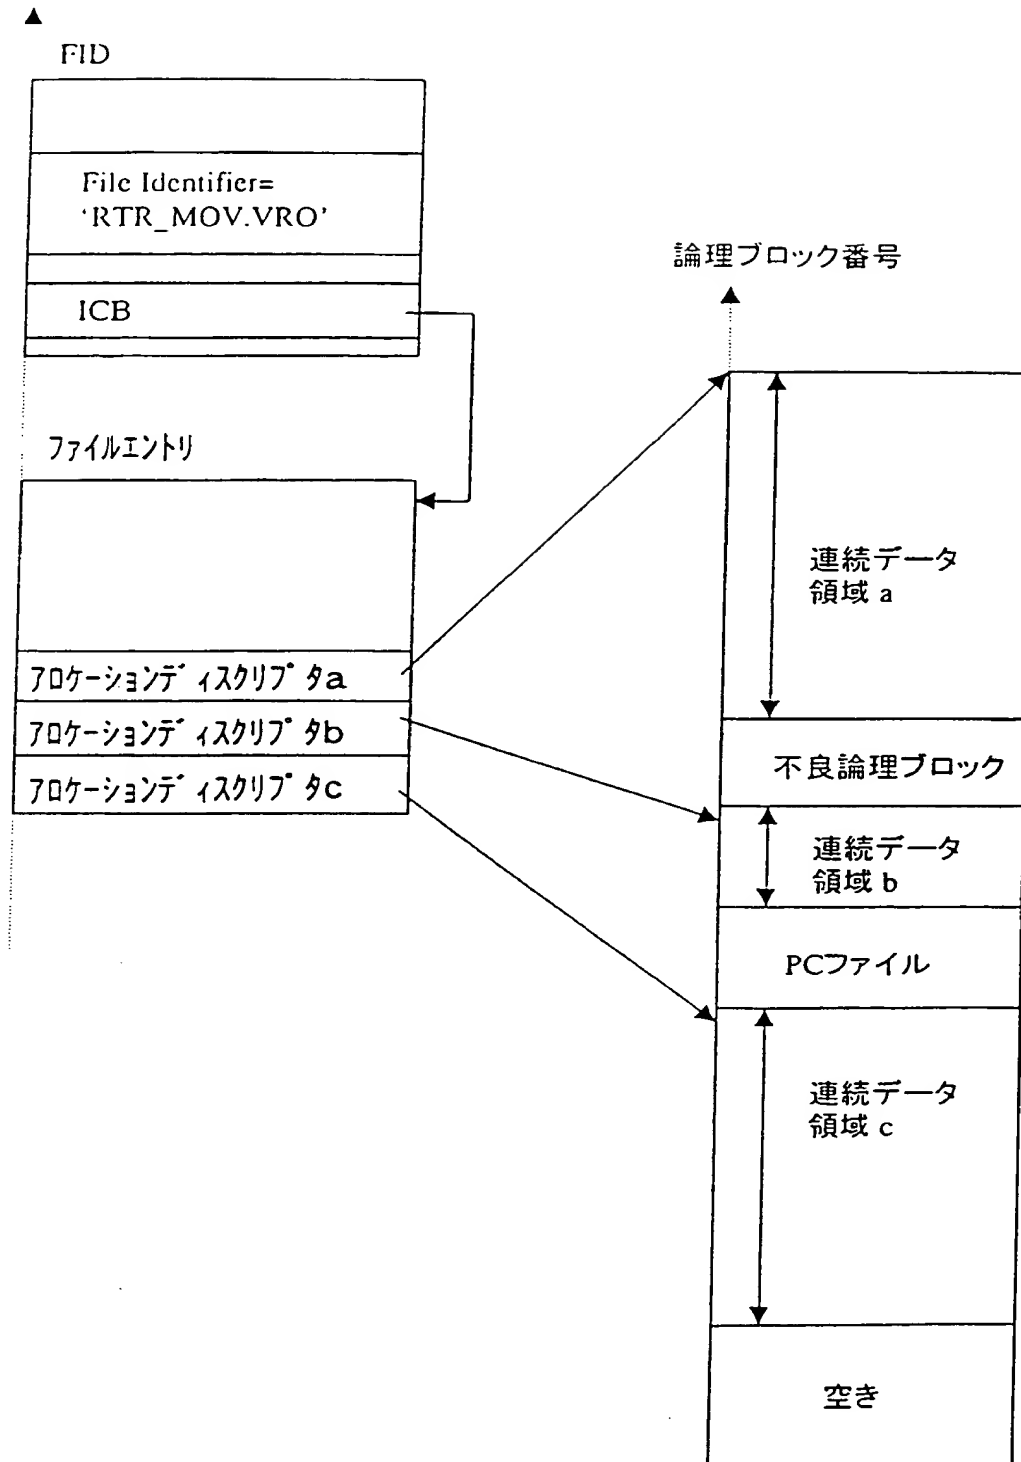 FID
File Identifier=
‘RTR_MOV.VRO’
ICB
ファイルエントリ
アロケーションディスクリプタa
アロケーションディスクリプタb
アロケーションディスクリプタc
論理ブロック番号
連続データ
領域 a
不良論理ブロック
連続データ
領域 b
PCファイル
連続データ
領域 c
空き